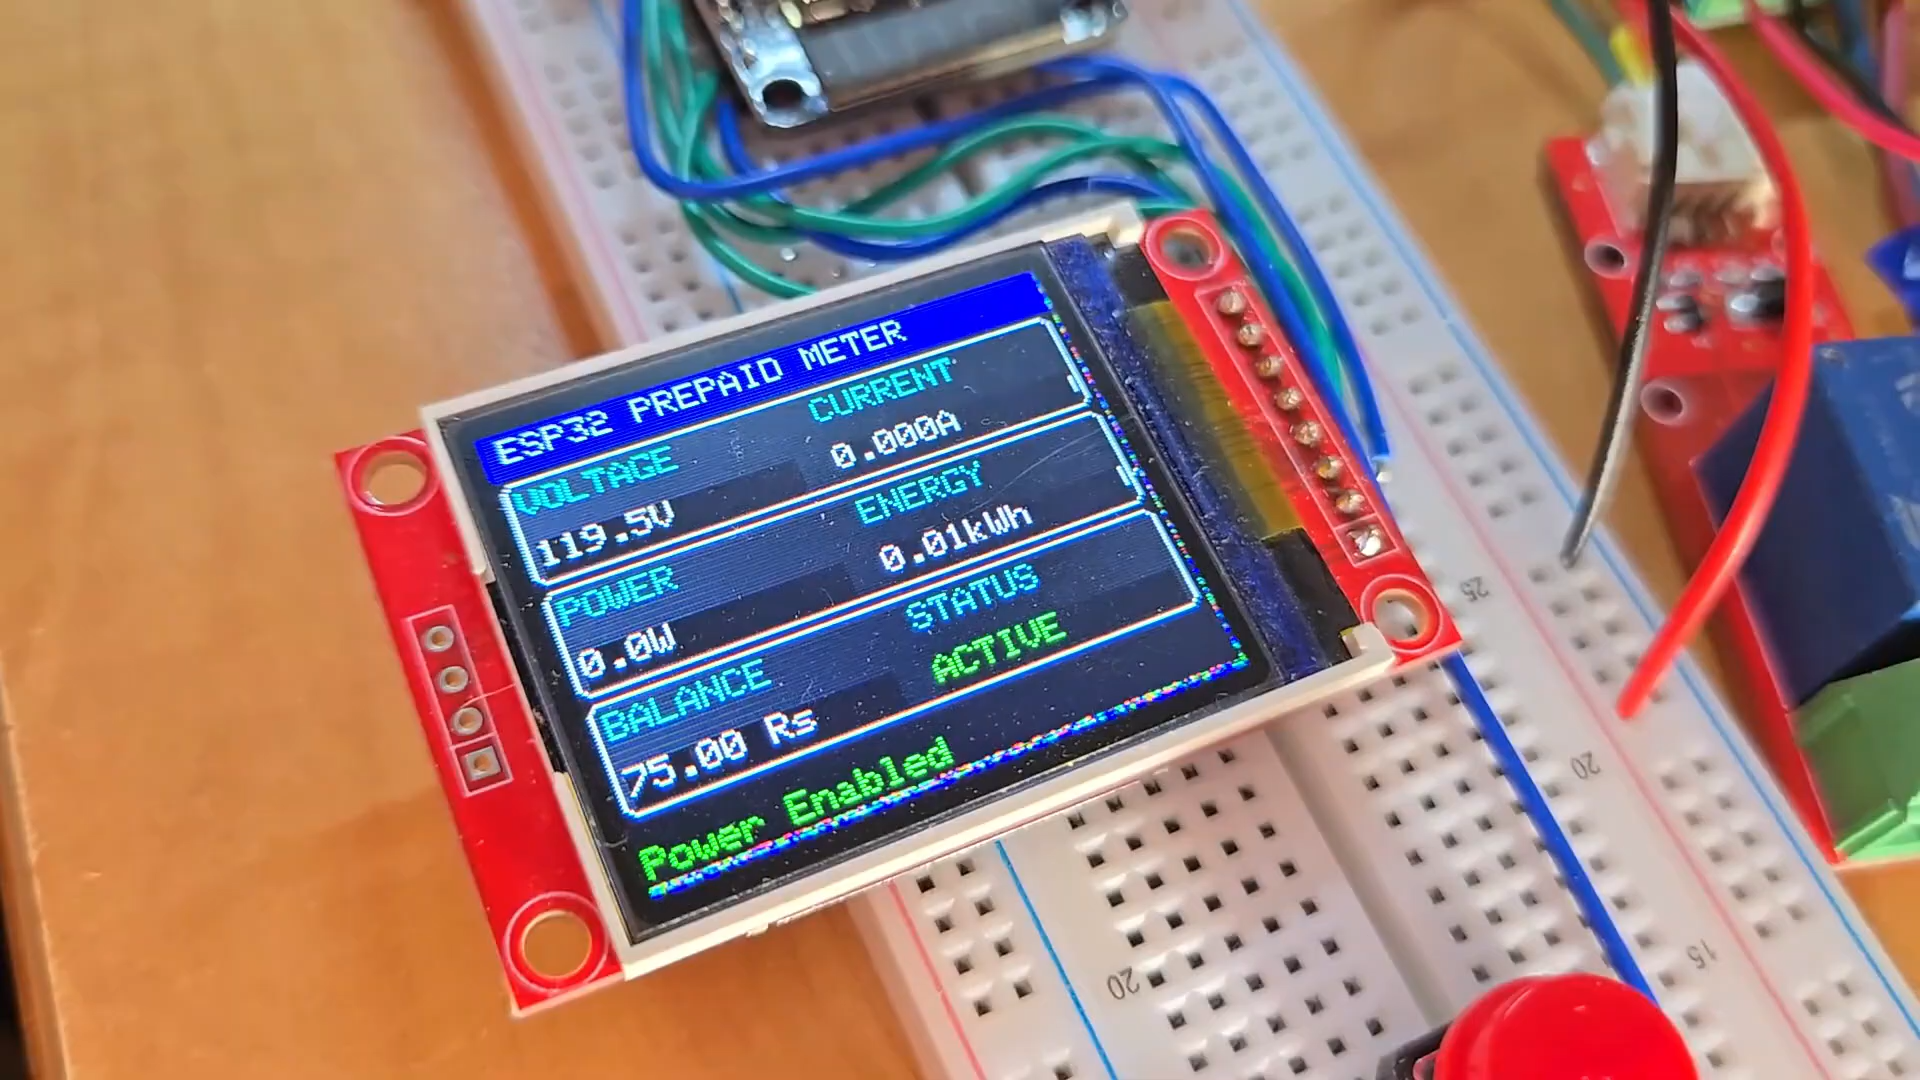 ESP32 PREPAID METER
VOLTAGE CURRENT
119.5V 0.000A
POWER ENERGY
0.0W 0.01kWh
BALANCE STATUS
75.00 Rs ACTIVE
Power Enabled
25
20
15
20